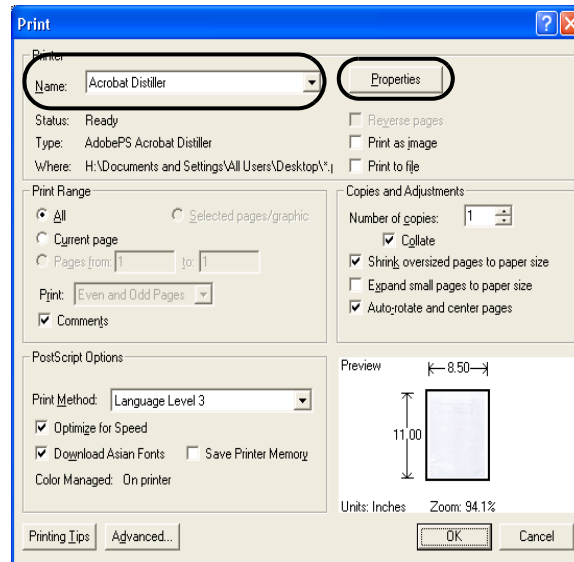 Print
Printer
Name: Acrobat Distiller
Properties
Status: Ready
Reverse pages
Type: AdobePS Acrobat Distiller
Print as image
Where: H:\Documents and Settings\All Users\Desktop\*.p
Print to file
Print Range
All
Selected pages/graphic
Current page
Pages from: 1 to: 1
Print: Even and Odd Pages
Comments
Copies and Adjustments
Number of copies: 1
Collate
Shrink oversized pages to paper size
Expand small pages to paper size
Auto-rotate and center pages
PostScript Options
Print Method: Language Level 3
Optimize for Speed
Download Asian Fonts
Save Printer Memory
Color Managed: On printer
Preview
8.50
11.00
Units: Inches Zoom: 94.1%
Printing Tips
Advanced...
OK
Cancel